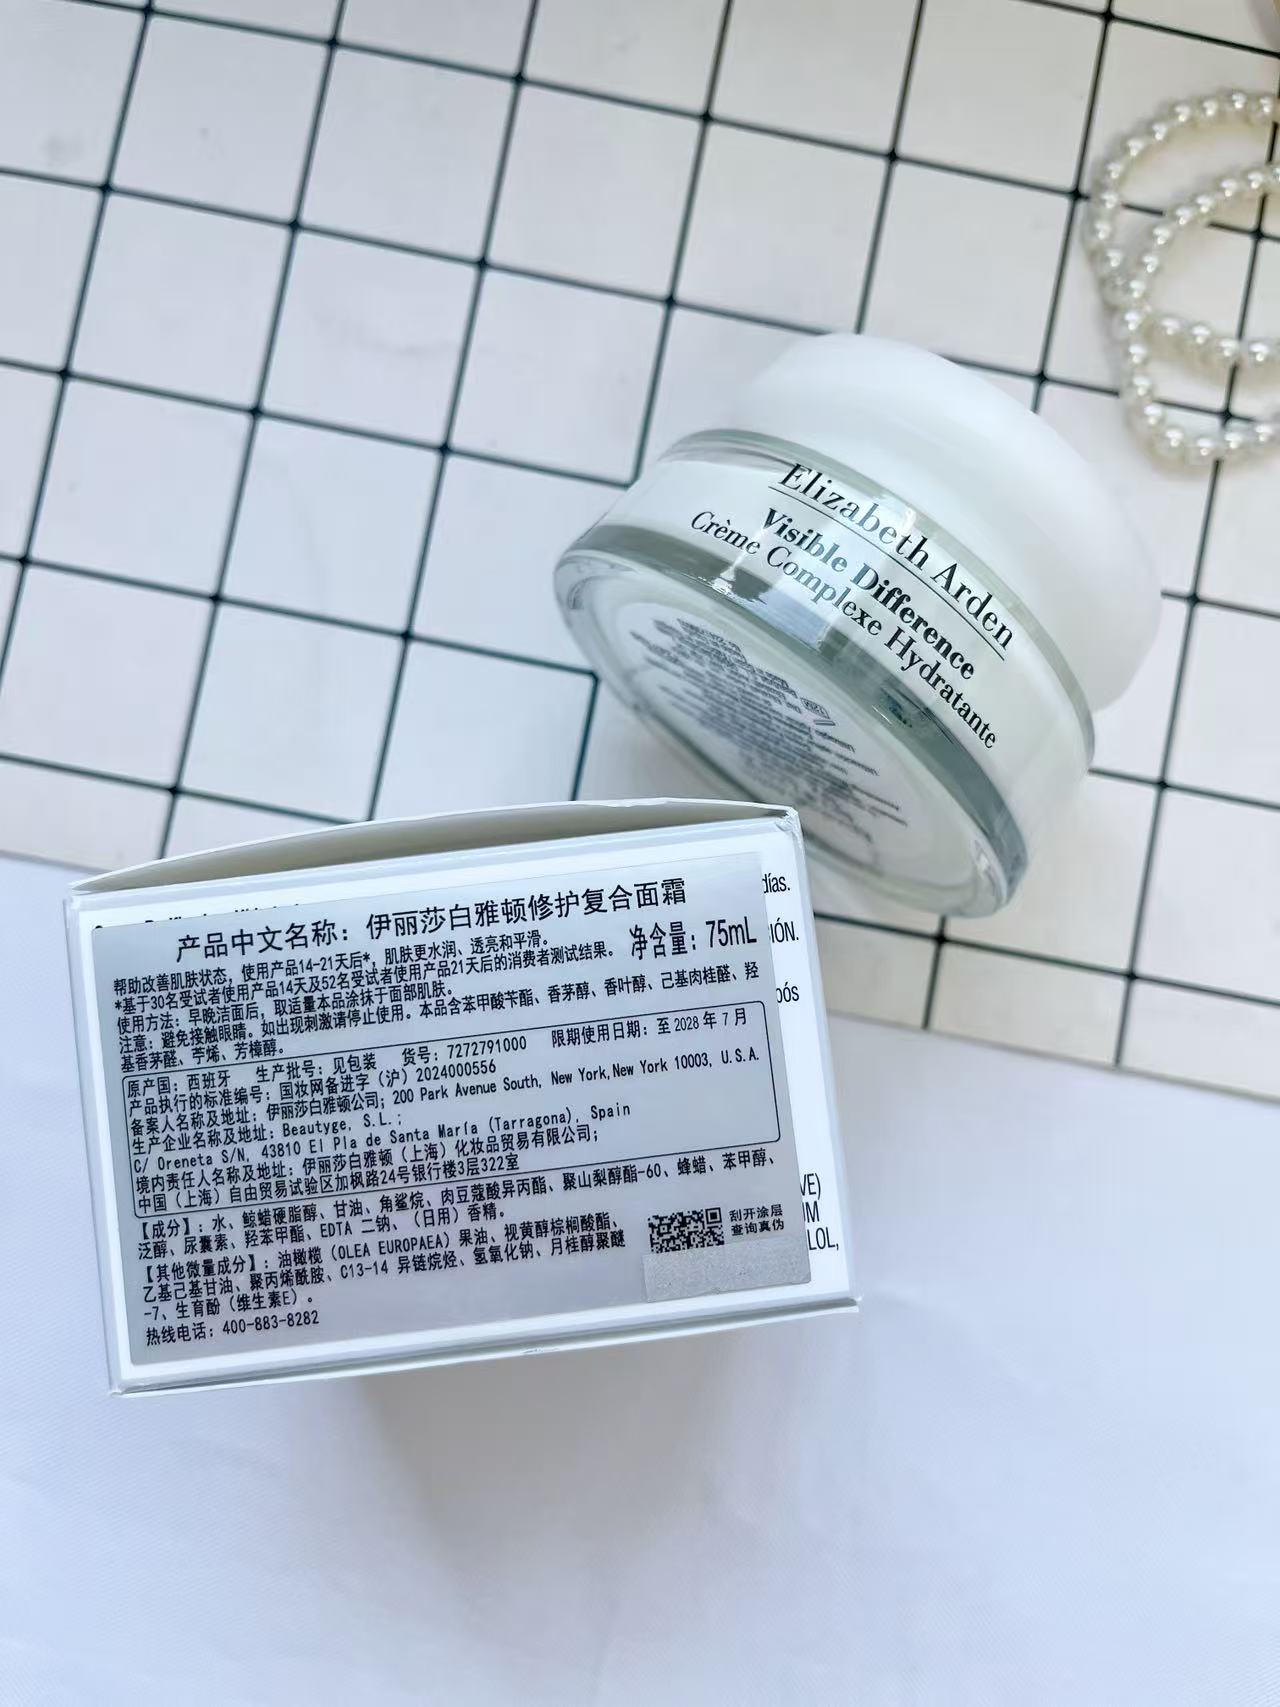 Elizabeth Arden
Visible Difference
Crème Complexe Hydratante
días.
IÓN.
pós
VE)
UM
LOL,
产品中文名称：伊丽莎白雅顿修护复合面霜
净含量：75mL
帮助改善肌肤状态，使用产品14-21天后*，肌肤更水润、透亮和平滑。
*基于30名受试者使用产品14天及52名受试者使用产品21天后的消费者测试结果。
使用方法：早晚洁面后，取适量本品涂抹于面部肌肤。
注意：避免接触眼睛。如出现刺激请停止使用。本品含苯甲酸苄酯、香茅醇、香叶醇、己基肉桂醛、羟
基香茅醛、苧烯、芳樟醇。
原产国：西班牙 生产批号：见包装 货号：7272791000 限期使用日期：至 2028 年 7 月
产品执行的标准编号：国妆网备进字（沪）2024000556
备案人名称及地址：伊丽莎白雅顿公司；200 Park Avenue South, New York,New York 10003, U.S.A.
生产企业名称及地址：Beautyge, S.L.；
C/ Oreneta S/N, 43810 El Pla de Santa María (Tarragona), Spain
境内责任人名称及地址：伊丽莎白雅顿（上海）化妆品贸易有限公司；
中国（上海）自由贸易试验区加枫路24号银行楼3层322室
【成分】：水、鲸蜡硬脂醇、甘油、角鲨烷、肉豆蔻酸异丙酯、聚山梨醇酯-60、蜂蜡、苯甲醇、
泛醇、尿囊素、羟苯甲酯、EDTA 二钠、（日用）香精。
【其他微量成分】：油橄榄（OLEA EUROPAEA）果油、视黄醇棕榈酸酯、
乙基己基甘油、聚丙烯酰胺、C13-14 异链烷烃、氢氧化钠、月桂醇聚醚
-7、生育酚（维生素E）。
热线电话：400-883-8282
刮开涂层
查询真伪